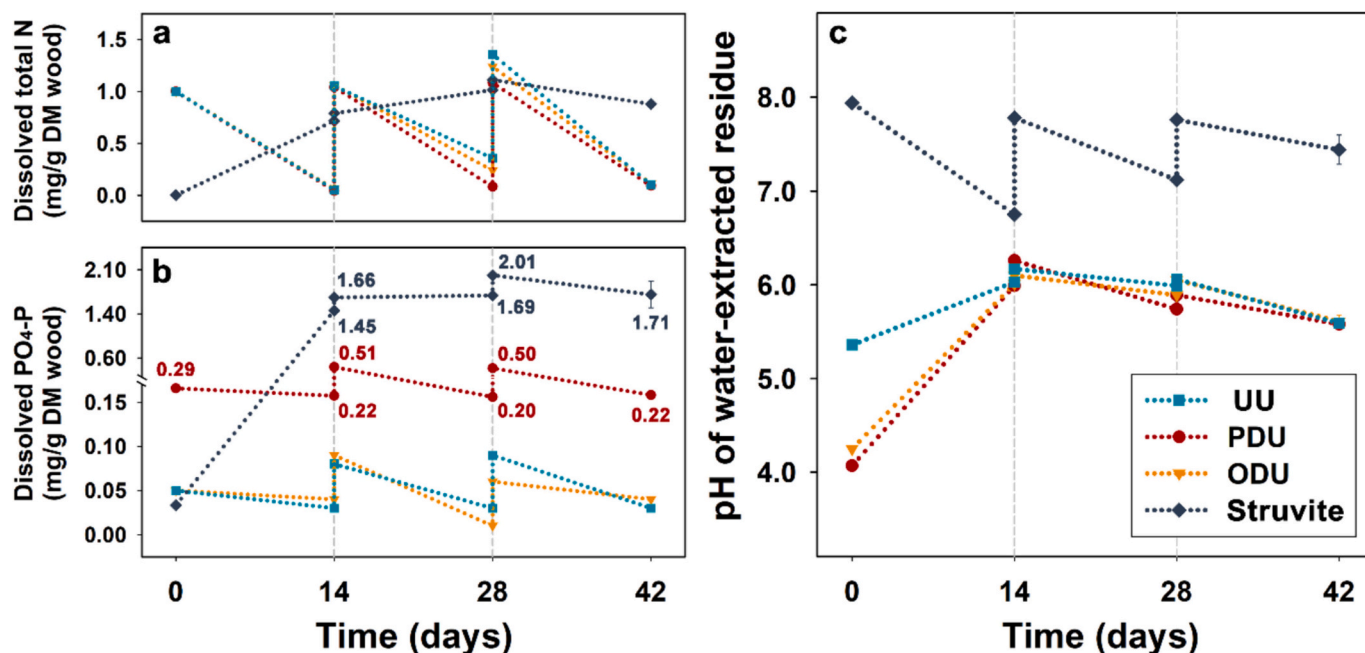 a
Dissolved total N
(mg/g DM wood)
1.5
1.0
0.5
0.0
b
Dissolved PO₄-P
(mg/g DM wood)
2.10
1.40
0.60
0.15
0.10
0.05
0.00
0.29
1.66
1.45
0.51
0.22
2.01
1.69
0.50
0.20
1.71
0.22
0 14 28 42
Time (days)
c
pH of water-extracted residue
8.0
7.0
6.0
5.0
4.0
UU
PDU
ODU
Struvite
0 14 28 42
Time (days)